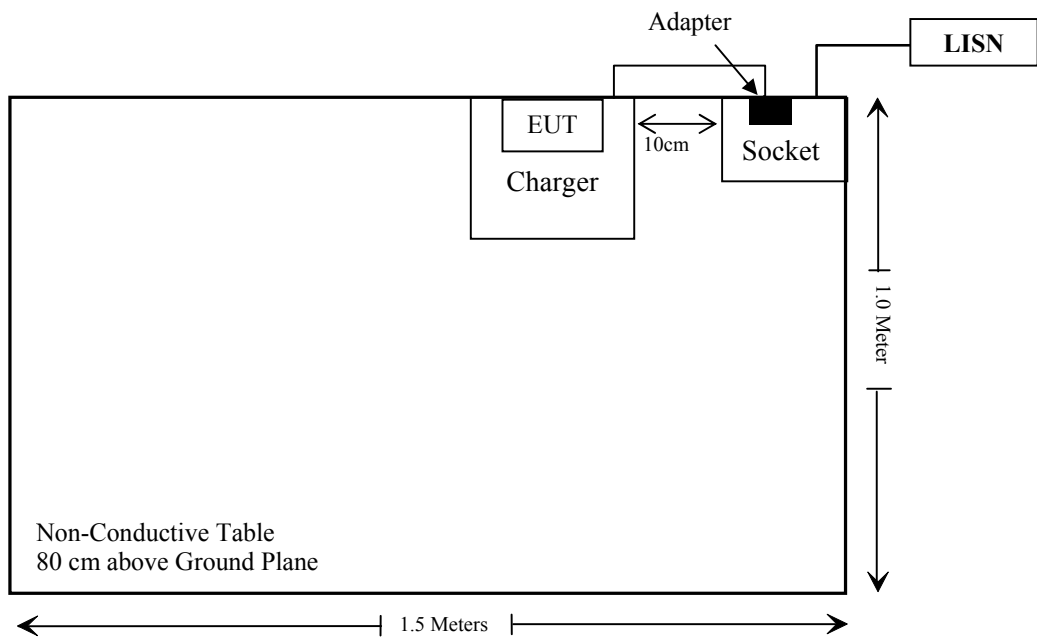 Adapter
LISN
EUT
10cm
Socket
Charger
1.0 Meter
Non-Conductive Table
80 cm above Ground Plane
1.5 Meters